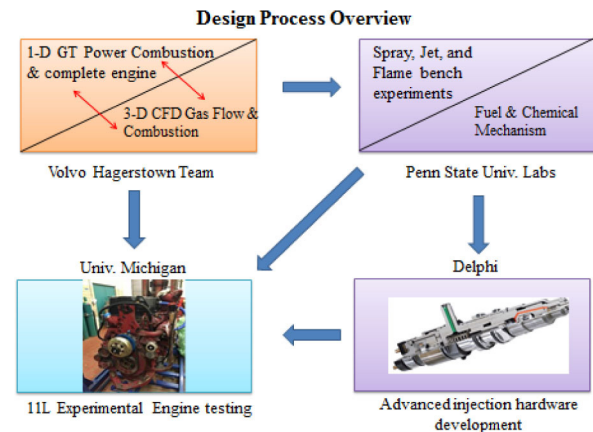 Design Process Overview
1-D GT Power Combustion
& complete engine
3-D CFD Gas Flow &
Combustion
Volvo Hagerstown Team
Spray, Jet, and
Flame bench
experiments
Fuel & Chemical
Mechanism
Penn State Univ. Labs
Univ. Michigan
11L Experimental Engine testing
Delphi
Advanced injection hardware
development